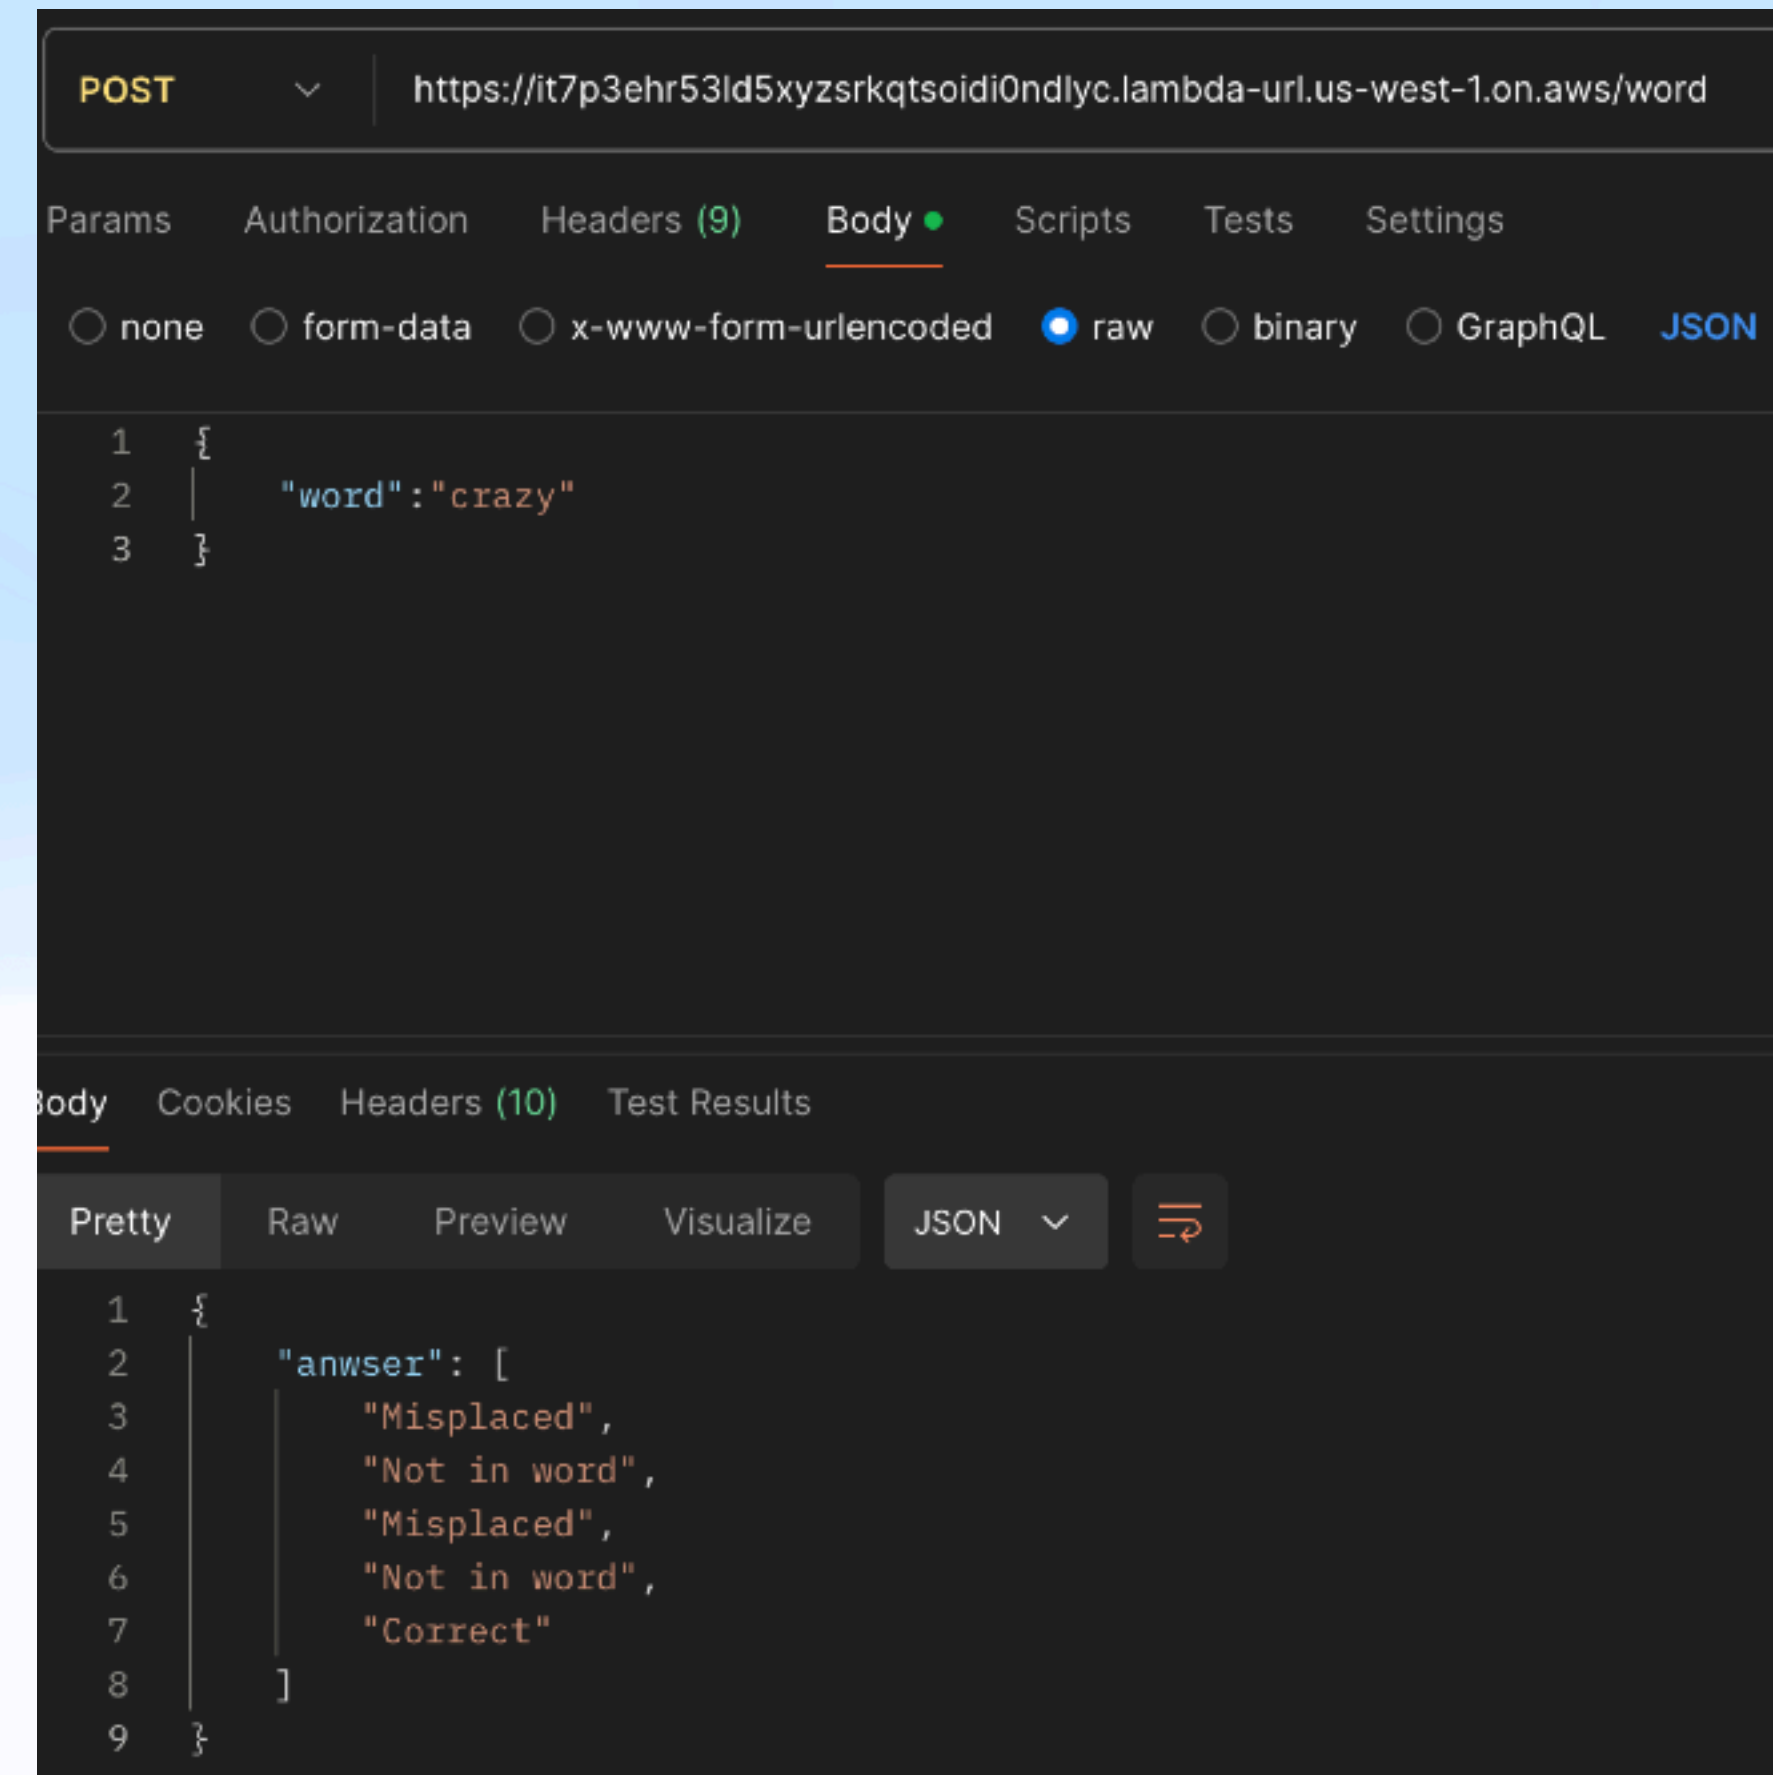 POST https://it7p3ehr53ld5xyzsrkqtsoidi0ndlyc.lambda-url.us-west-1.on.aws/word
Params Authorization Headers (9) Body Scripts Tests Settings
none form-data x-www-form-urlencoded raw binary GraphQL JSON
1 {
2 "word":"crazy"
3 }
Body Cookies Headers (10) Test Results
Pretty Raw Preview Visualize JSON
1 {
2 "anwser": [
3 "Misplaced",
4 "Not in word",
5 "Misplaced",
6 "Not in word",
7 "Correct"
8 ]
9 }